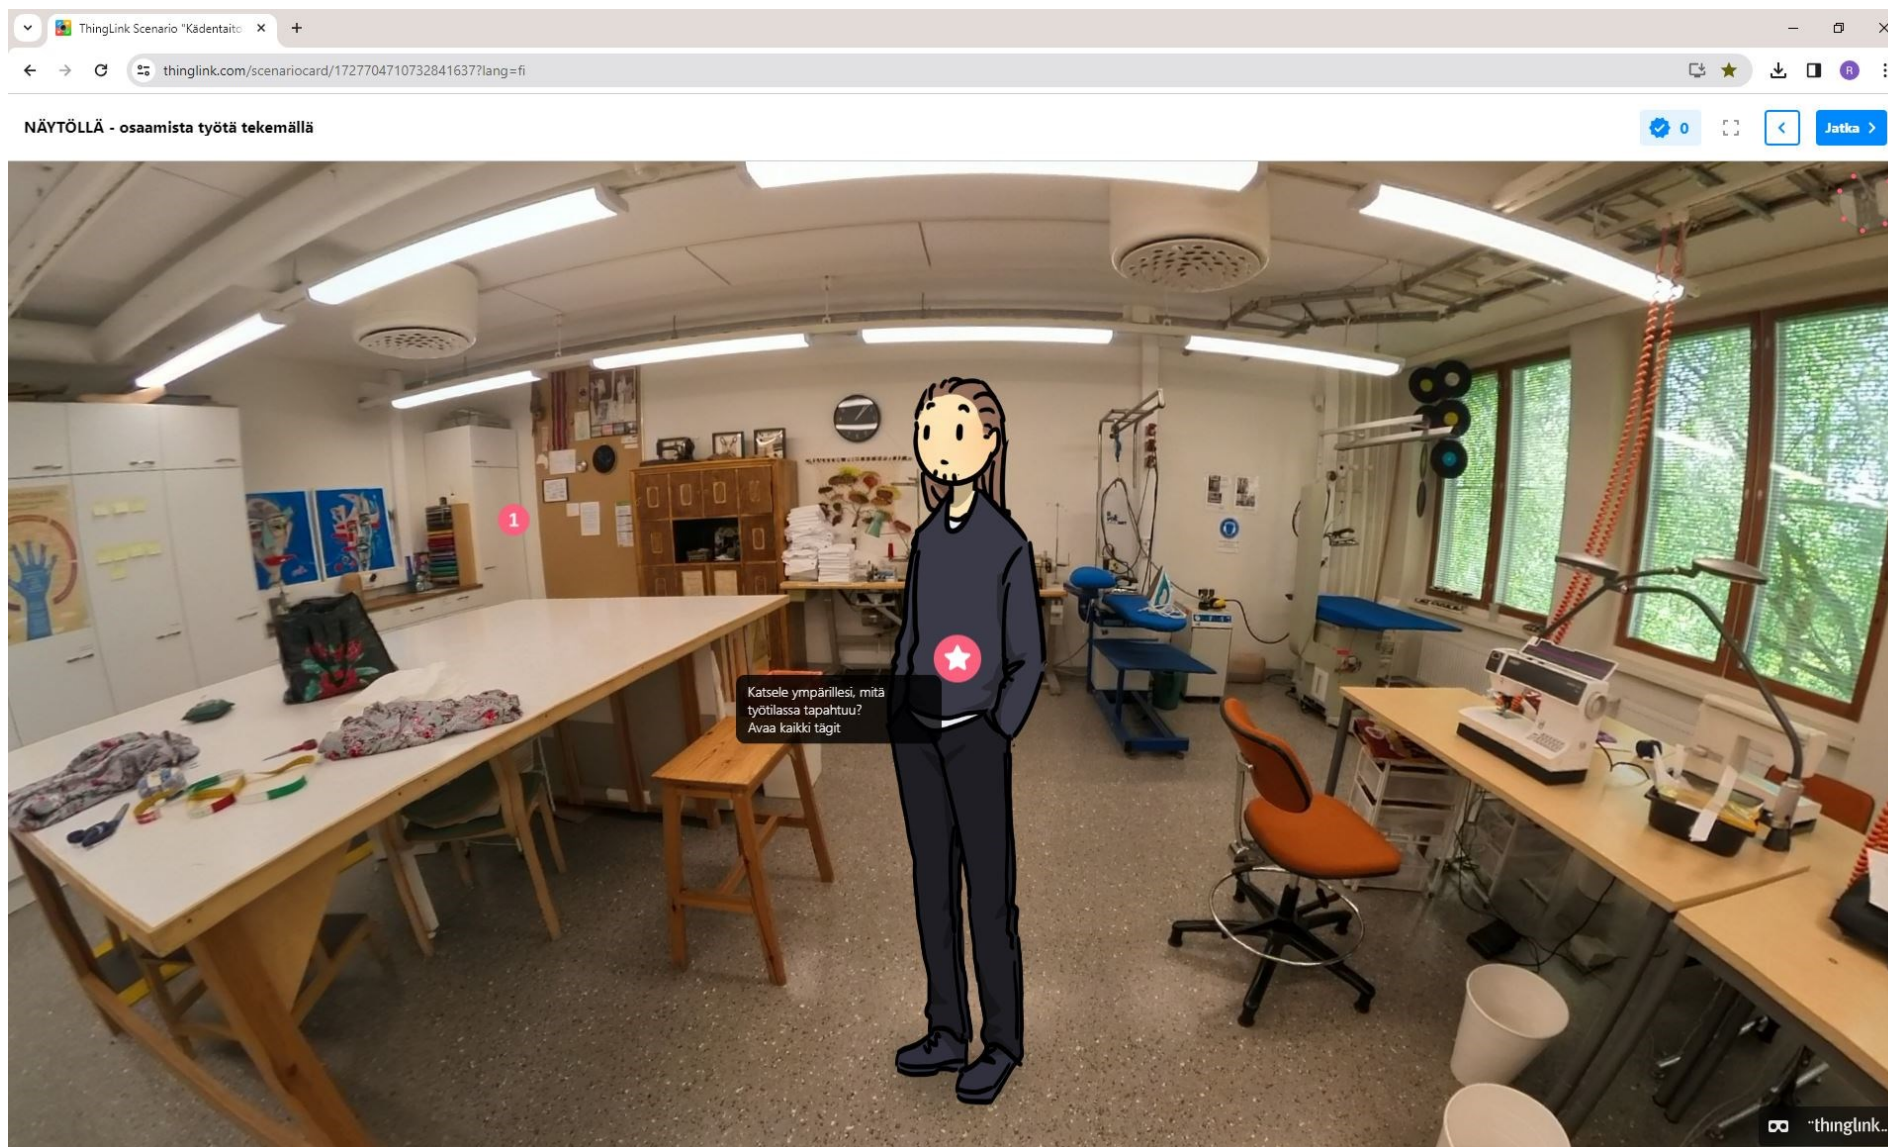 ThingLink Scenario "Kädentaito
thinglink.com/scenariocard/1727704710732841637?lang=fi
R
NÄYTÖLLÄ - osaamista työtä tekemällä
0
Jatka
1
Katsele ympärillesi, mitä
työtilassa tapahtuu?
Avaa kaikki tägit
¨thinglink..